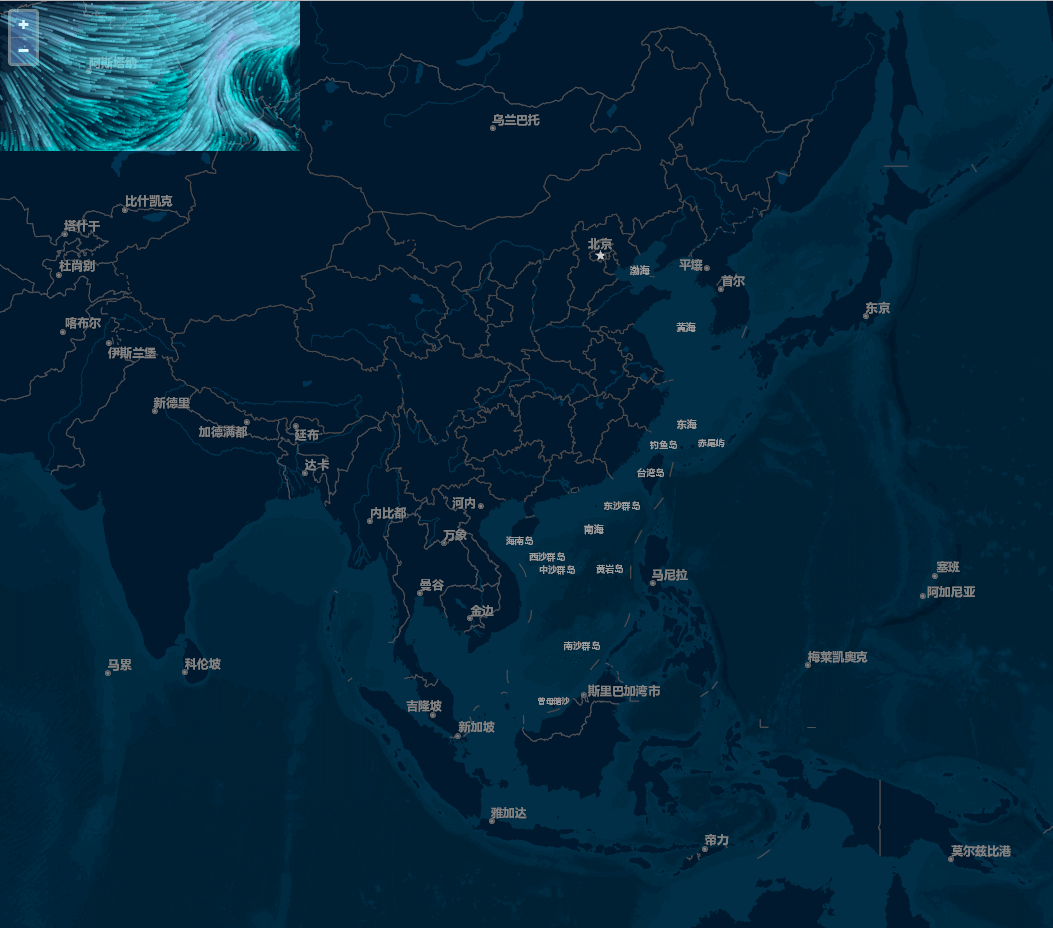 +
−
阿斯塔纳
乌兰巴托
比什凯克
塔什干
北京
杜尚别
平壤
渤海
首尔
东京
喀布尔
黄海
伊斯兰堡
新德里
东海
加德满都
廷布
钓鱼岛
赤尾屿
达卡
台湾岛
河内
东沙群岛
内比都
南海
万象
海南岛
西沙群岛
中沙群岛
黄岩岛
塞班
马尼拉
曼谷
阿加尼亚
金边
南沙群岛
梅莱凯奥克
马累
科伦坡
斯里巴加湾市
曾母暗沙
吉隆坡
新加坡
雅加达
帝力
莫尔兹比港